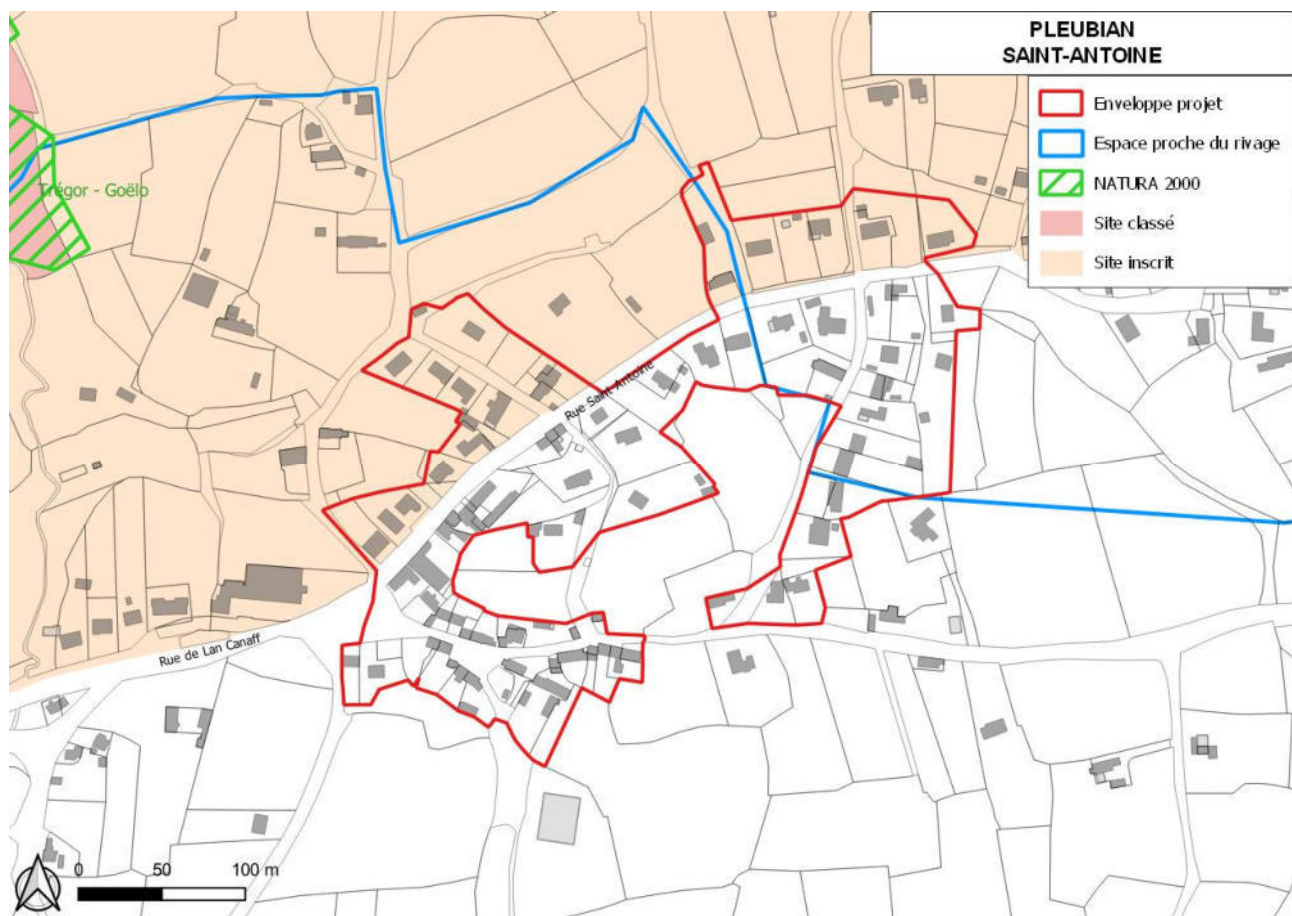 PLEUBIAN
SAINT-ANTOINE
Enveloppe projet
Espace proche du rivage
NATURA 2000
Site classé
Site inscrit
Trégor - Goëlo
Rue Saint-Antoine
Rue de Lan Canaff
0 50 100 m